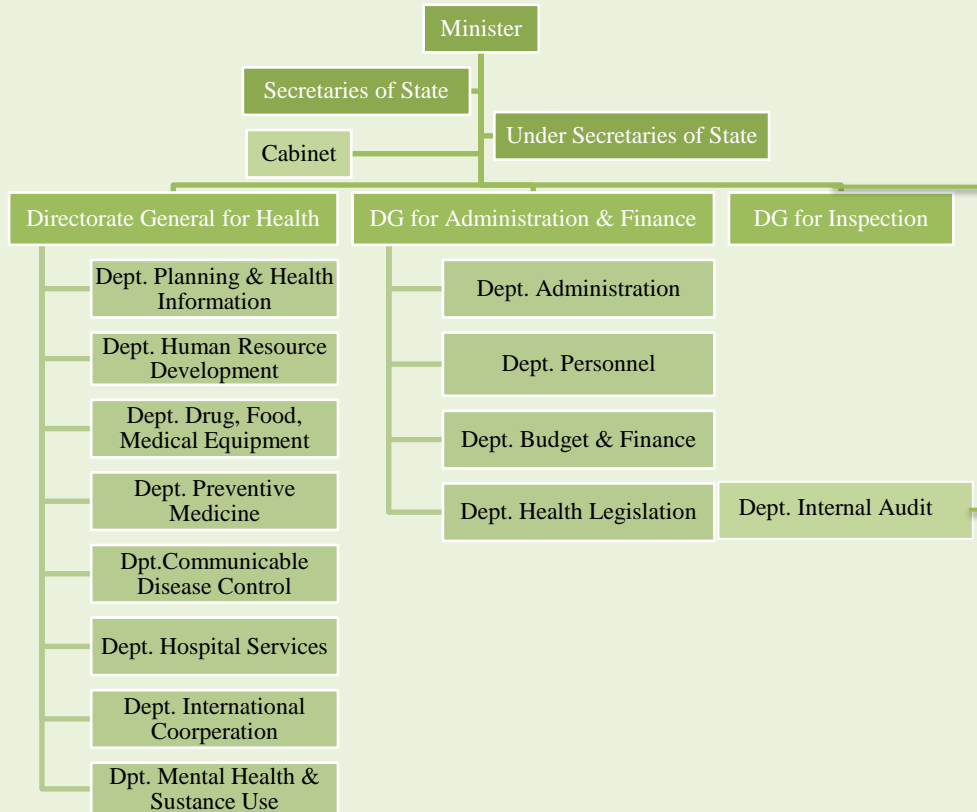 Minister
Secretaries of State
Under Secretaries of State
Cabinet
Directorate General for Health
DG for Administration & Finance
DG for Inspection
Dept. Planning & Health
Information
Dept. Human Resource
Development
Dept. Drug, Food,
Medical Equipment
Dept. Preventive
Medicine
Dpt.Communicable
Disease Control
Dept. Hospital Services
Dept. International
Coorperation
Dpt. Mental Health &
Sustance Use
Dept. Administration
Dept. Personnel
Dept. Budget & Finance
Dept. Health Legislation
Dept. Internal Audit